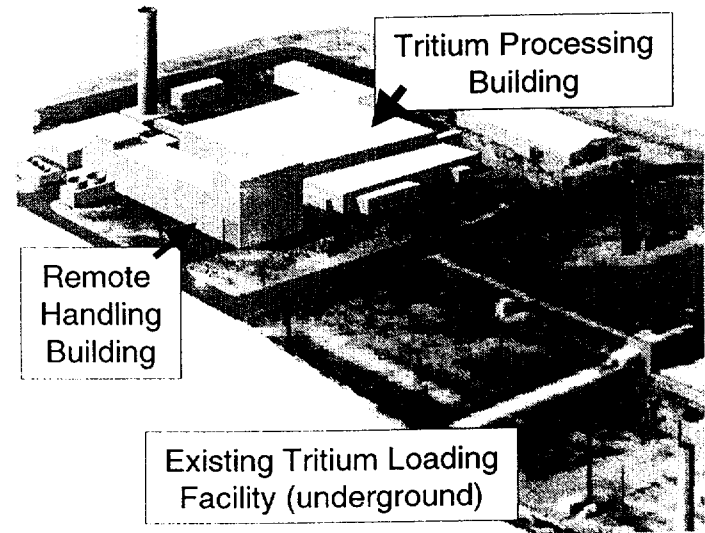 Tritium Processing
Building
Remote
Handling
Building
Existing Tritium Loading
Facility (underground)